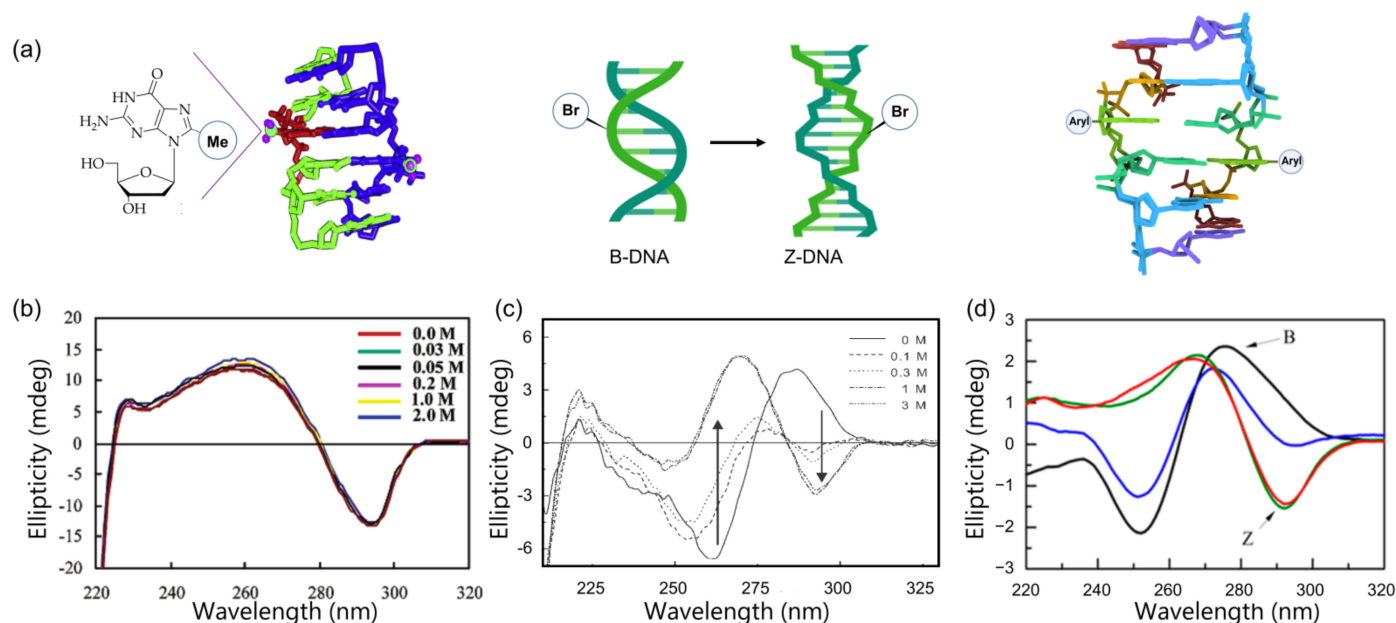 (a)
O
HN
N
H₂N
N
N
Me
HO
O
OH
Br
Br
B-DNA
Z-DNA
Aryl
Aryl
(b)
Ellipticity (mdeg)
20
15
10
5
0
-5
-10
-15
-20
0.0 M
0.03 M
0.05 M
0.2 M
1.0 M
2.0 M
220
240
260
280
300
320
Wavelength (nm)
(c)
Ellipticity (mdeg)
6
3
0
-3
-6
0 M
0.1 M
0.3 M
1 M
3 M
225
250
275
300
325
Wavelength (nm)
(d)
Ellipticity (mdeg)
3
2
1
0
−1
−2
−3
B
Z
220
240
260
280
300
320
Wavelength (nm)